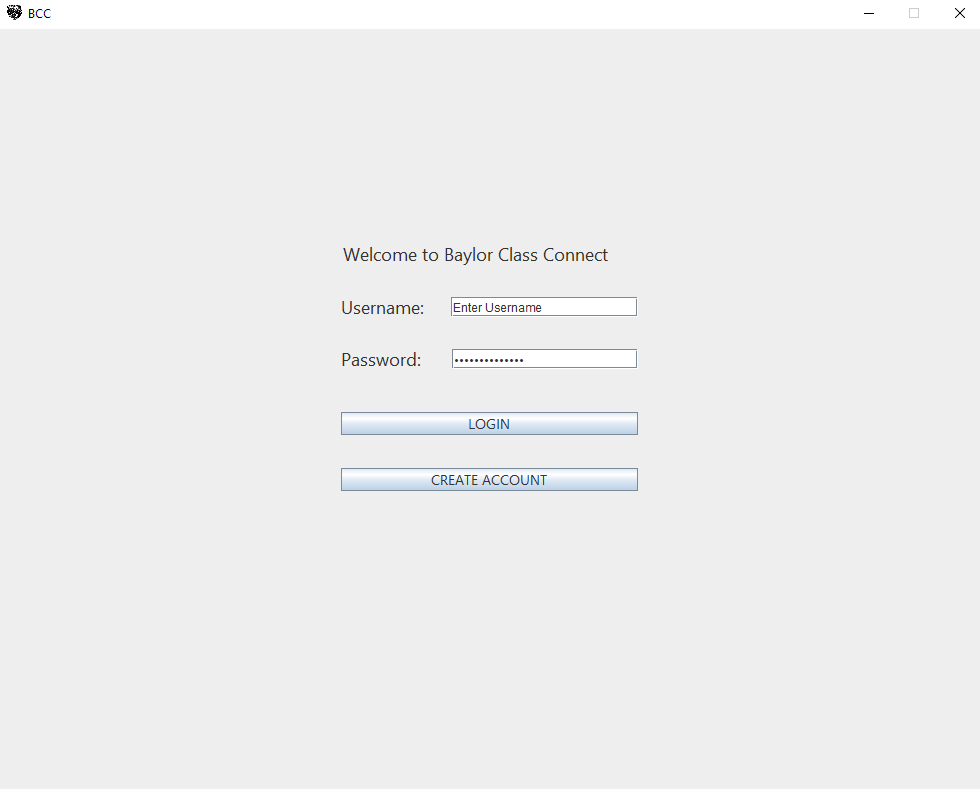 BCC
Welcome to Baylor Class Connect
Username: Enter Username
Password: ••••••••••••••
LOGIN
CREATE ACCOUNT